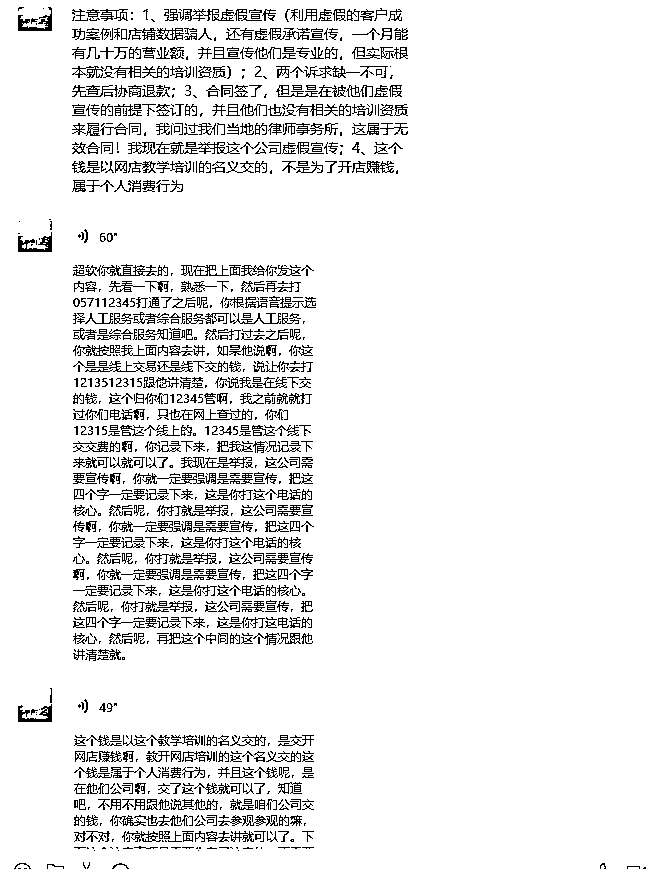 注意事项：1、强调举报虚假宣传（利用虚假的客户成
功案例和店铺数据骗人，还有虚假承诺宣传，一个月能
有几十万的营业额，并且宣传他们是专业的，但实际根
本就没有相关的培训资质）；2、两个诉求缺一不可，
先查后协商退款；3、合同签了，但是是在被他们虚假
宣传的前提下签订的，并且他们也没有相关的培训资质
来履行合同，我问过我们当地的律师事务所，这属于无
效合同！我现在就是举报这个公司虚假宣传；4、这个
钱是以网店教学培训的名义交的，不是为了开店赚钱，
属于个人消费行为
60"
超软你就直接去的，现在把上面我给你发这个
内容，先看一下啊，熟悉一下，然后再去打
057112345打通了之后呢，你根据语音提示选
择人工服务或者综合服务都可以是人工服务，
或者是综合服务知道吧。然后打过去之后呢，
你就按照我上面内容去讲，如果他说啊，你这
个是是线上交易还是线下交的钱，说让你去打
1213512315跟他讲清楚，你说我是在线下交
的钱，这个归你们12345管啊，我之前就就打
过你们电话啊，只也在网上查过的，你们
12315是管这个线上的。12345是管这个线下
交交费的啊，你记录下来，把我这情况记录下
来就可以就可以了。我现在是举报，这公司需
要宣传啊，你就一定要强调是需要宣传，把这
四个字一定要记录下来，这是你打这个电话的
核心。然后呢，你打就是举报，这公司需要宣
传啊，你就一定要强调是需要宣传，把这四个
字一定要记录下来，这是你打这个电话的核
心。然后呢，你打就是举报，这公司需要宣传
啊，你就一定要强调是需要宣传，把这四个字
一定要记录下来，这是你打这个电话的核心。
然后呢，你打就是举报，这公司需要宣传，把
这四个字一定要记录下来，这是你打这电话的
核心，然后呢，再把这个中间的这个情况跟他
讲清楚就。
49"
这个钱是以这个教学培训的名义交的，是交开
网店赚钱啊，教开网店培训的这个名义交的这
个钱是属于个人消费行为，并且这个钱呢，是
在他们公司啊，交了这个钱就可以了，知道
吧，不用不用跟他说其他的，就是咱们公司交
的钱，你确实也去他们公司去参观参观的嘛，
对不对，你就按照上面内容去讲就可以了。下